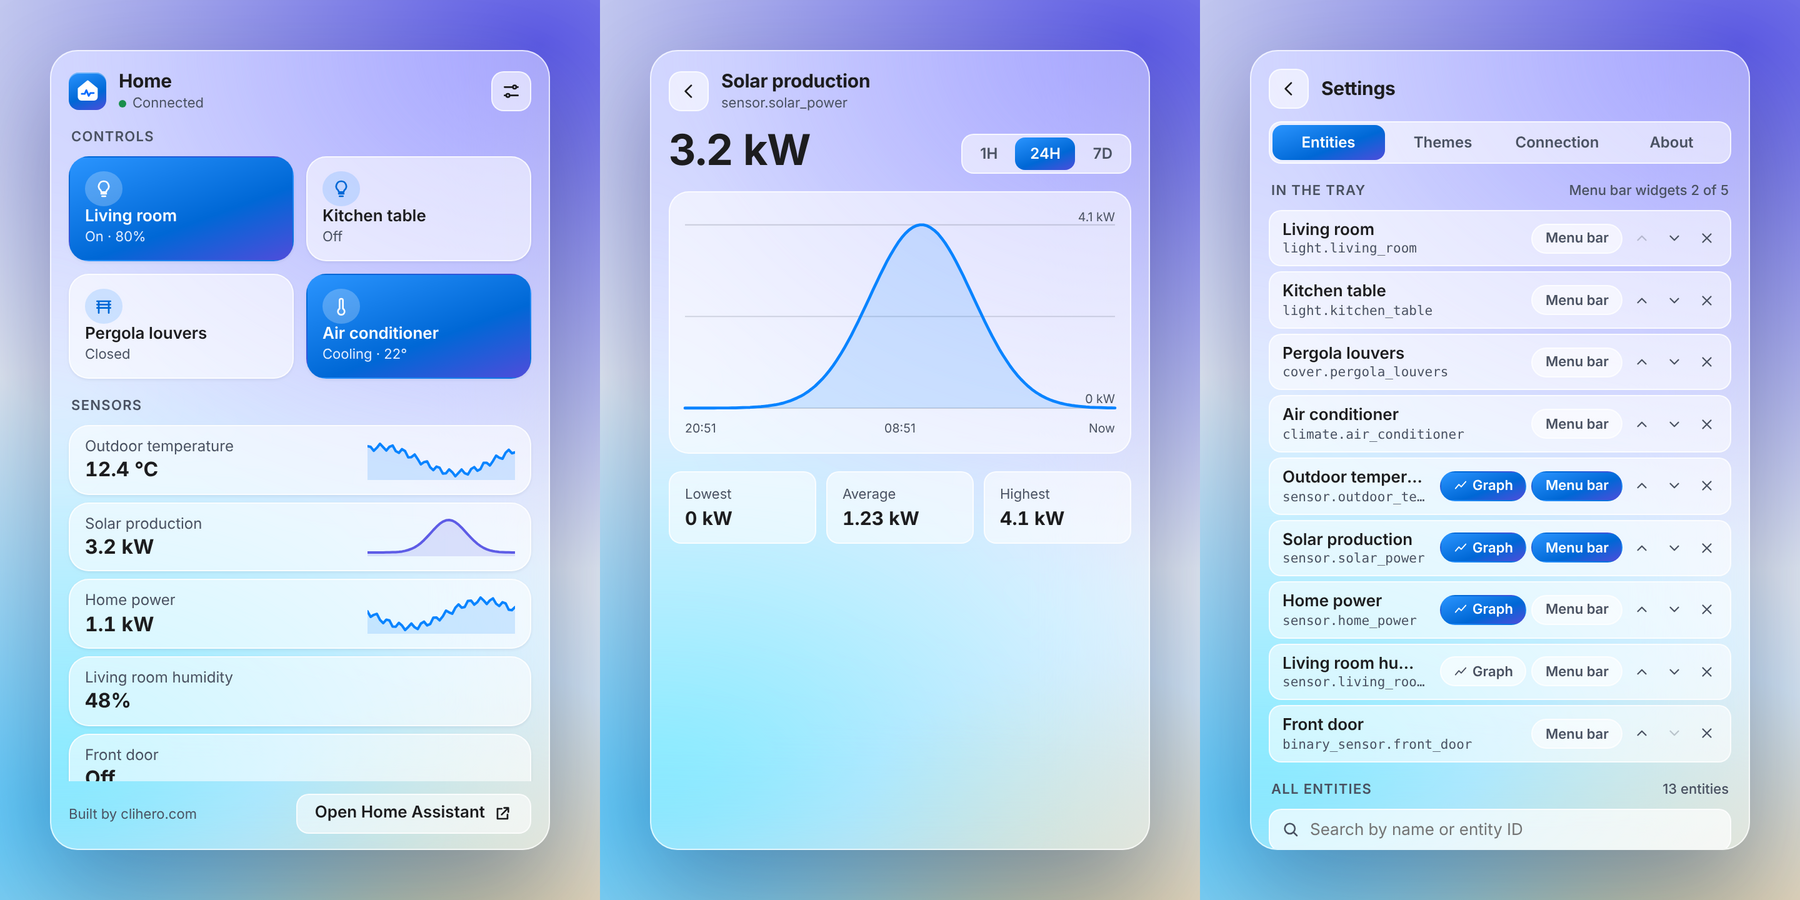 Home
Connected
CONTROLS
Living room
On · 80%
Kitchen table
Off
Pergola louvers
Closed
Air conditioner
Cooling · 22°
SENSORS
Outdoor temperature
12.4 °C
Solar production
3.2 kW
Home power
1.1 kW
Living room humidity
48%
Front door
Off
Built by clihero.com
Open Home Assistant
Solar production
sensor.solar_power
3.2 kW
1H 24H 7D
4.1 kW
0 kW
20:51 08:51 Now
Lowest
0 kW
Average
1.23 kW
Highest
4.1 kW
Settings
Entities Themes Connection About
IN THE TRAY Menu bar widgets 2 of 5
Living room
light.living_room
Menu bar
Kitchen table
light.kitchen_table
Menu bar
Pergola louvers
cover.pergola_louvers
Menu bar
Air conditioner
climate.air_conditioner
Menu bar
Outdoor temper...
sensor.outdoor_te...
Graph Menu bar
Solar production
sensor.solar_power
Graph Menu bar
Home power
sensor.home_power
Graph Menu bar
Living room hu...
sensor.living_roo...
Graph Menu bar
Front door
binary_sensor.front_door
Menu bar
ALL ENTITIES 13 entities
Search by name or entity ID